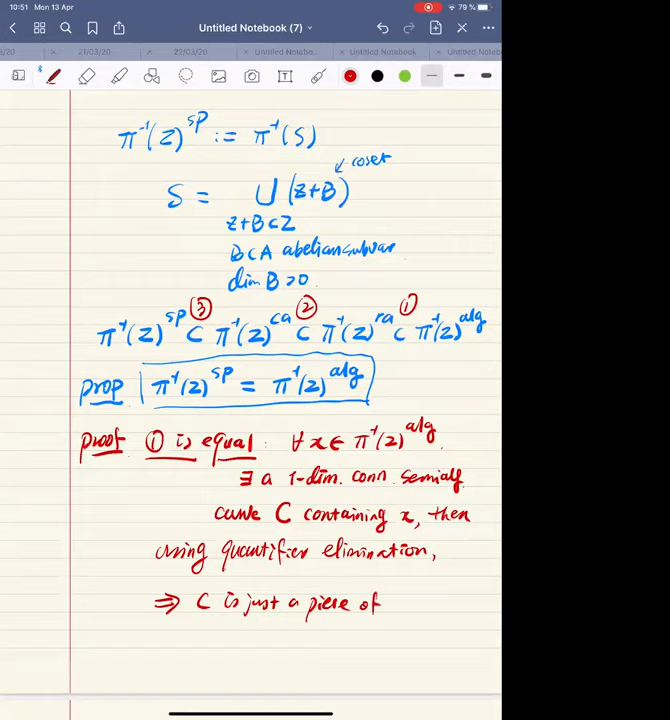 10:51 Mon 13 Apr
79 %
Untitled Notebook (7)
/20 21/03/20 22/03/20 Untitled Notebo... Untitled Notebook Untitled Noteb
π⁻¹(Z)ˢᵖ := π⁻¹(S)
S = ∪ (z+B) ↙ coset
z+B⊂Z
B⊂A abelian subvar
dim B>0.
π⁻¹(Z)ˢᵖ ⊂ ③ π⁻¹(Z)ᶜᵃ ⊂ ② π⁻¹(Z)ʳᵃ ⊂ ① π⁻¹(Z)ᵃˡᵍ
prop π⁻¹(Z)ˢᵖ = π⁻¹(Z)ᵃˡᵍ
proof ① is equal : ∀ x ∈ π⁻¹(Z)ᵃˡᵍ.
∃ a 1-dim. conn. semialg.
curve C containing x, then
using quantifier elimination,
⇒ C is just a piece of